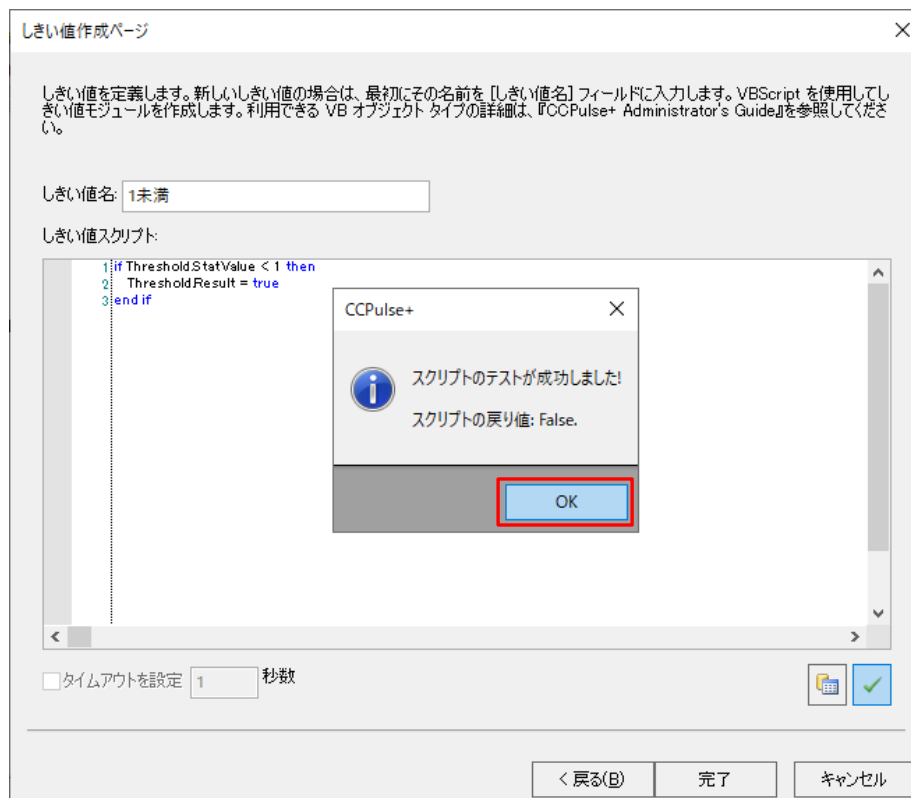 しきい値作成ページ
しきい値を定義します。新しいしきい値の場合は、最初にその名前を [しきい値名] フィールドに入力します。VBScript を使用してし
きい値モジュールを作成します。利用できる VB オブジェクト タイプの詳細は、『CCPulse+ Administrator's Guide』を参照してくださ
い。
しきい値名: 1未満
しきい値スクリプト:
1 if Threshold.StatValue < 1 then
2 Threshold.Result = true
3 end if
CCPulse+
スクリプトのテストが成功しました!
スクリプトの戻り値: False.
OK
タイムアウトを設定 1 秒数
< 戻る(B)
完了
キャンセル